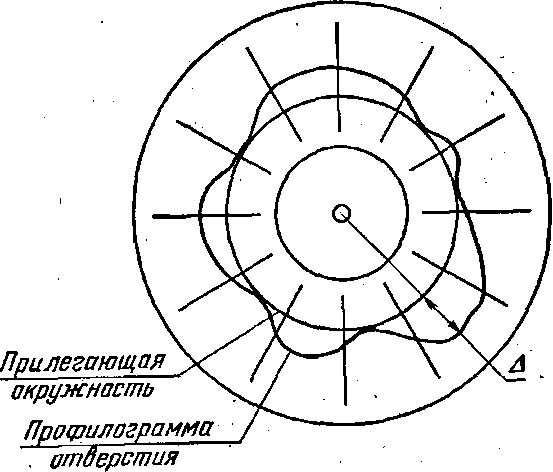 Прилегающая
окружность
Δ
Профилограмма
отверстия